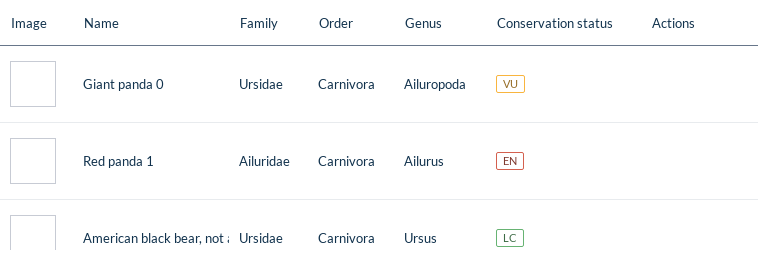 Image Name Family Order Genus Conservation status Actions
Giant panda 0 Ursidae Carnivora Ailuropoda VU
Red panda 1 Ailuridae Carnivora Ailurus EN
American black bear, not Ursidae Carnivora Ursus LC